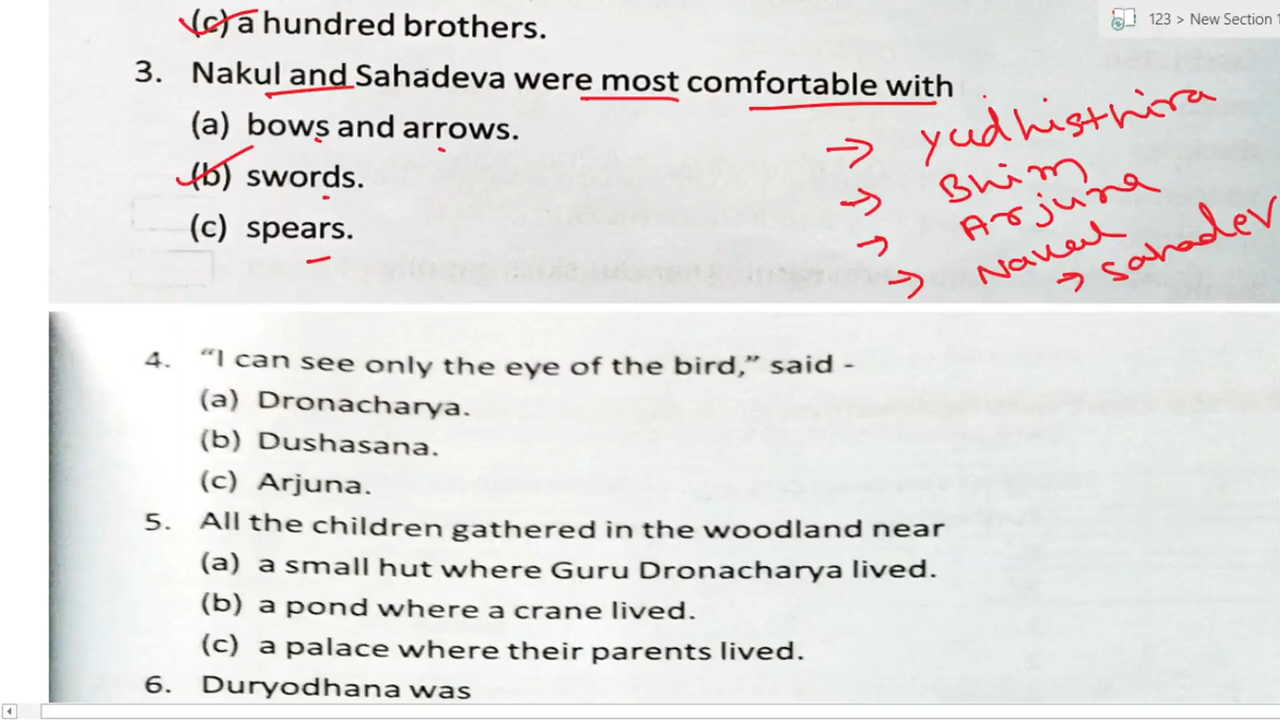 123 > New Section 1
(c) a hundred brothers.
3. Nakul and Sahadeva were most comfortable with
(a) bows and arrows.
(b) swords.
(c) spears.
→ Yudhisthira
→ Bhim
→ Arjuna
→ Nakul
→ Sahadev
4. “I can see only the eye of the bird,” said -
(a) Dronacharya.
(b) Dushasana.
(c) Arjuna.
5. All the children gathered in the woodland near
(a) a small hut where Guru Dronacharya lived.
(b) a pond where a crane lived.
(c) a palace where their parents lived.
6. Duryodhana was